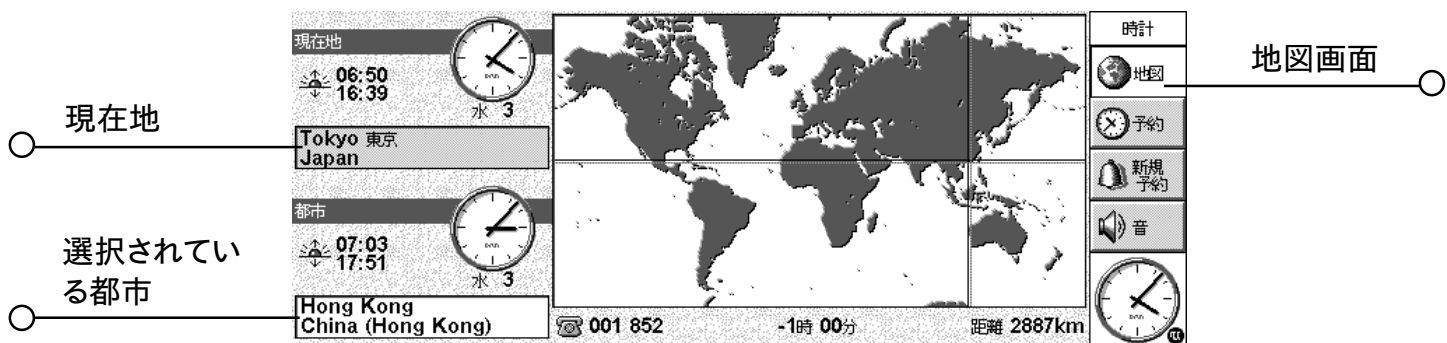 現在地
選択されてい
る都市
現在地
06:50
16:39
水 3
Tokyo 東京
Japan
都市
07:03
17:51
水 3
Hong Kong
China (Hong Kong)
001 852
-1時 00分
距離 2887km
時計
地図
予約
新規
予約
音
地図画面